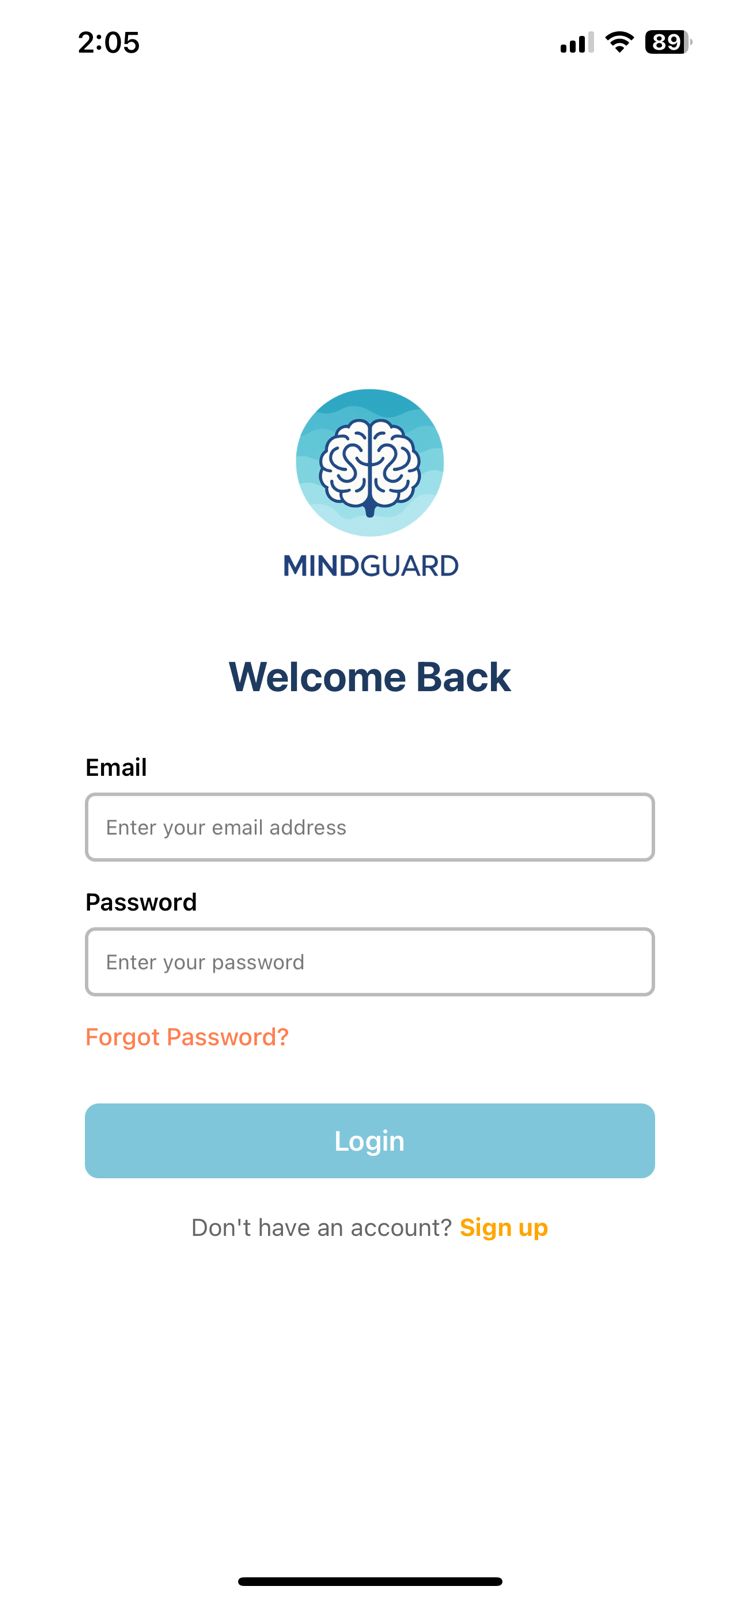 2:05 89
MINDGUARD
Welcome Back
Email
Enter your email address
Password
Enter your password
Forgot Password?
Login
Don't have an account? Sign up